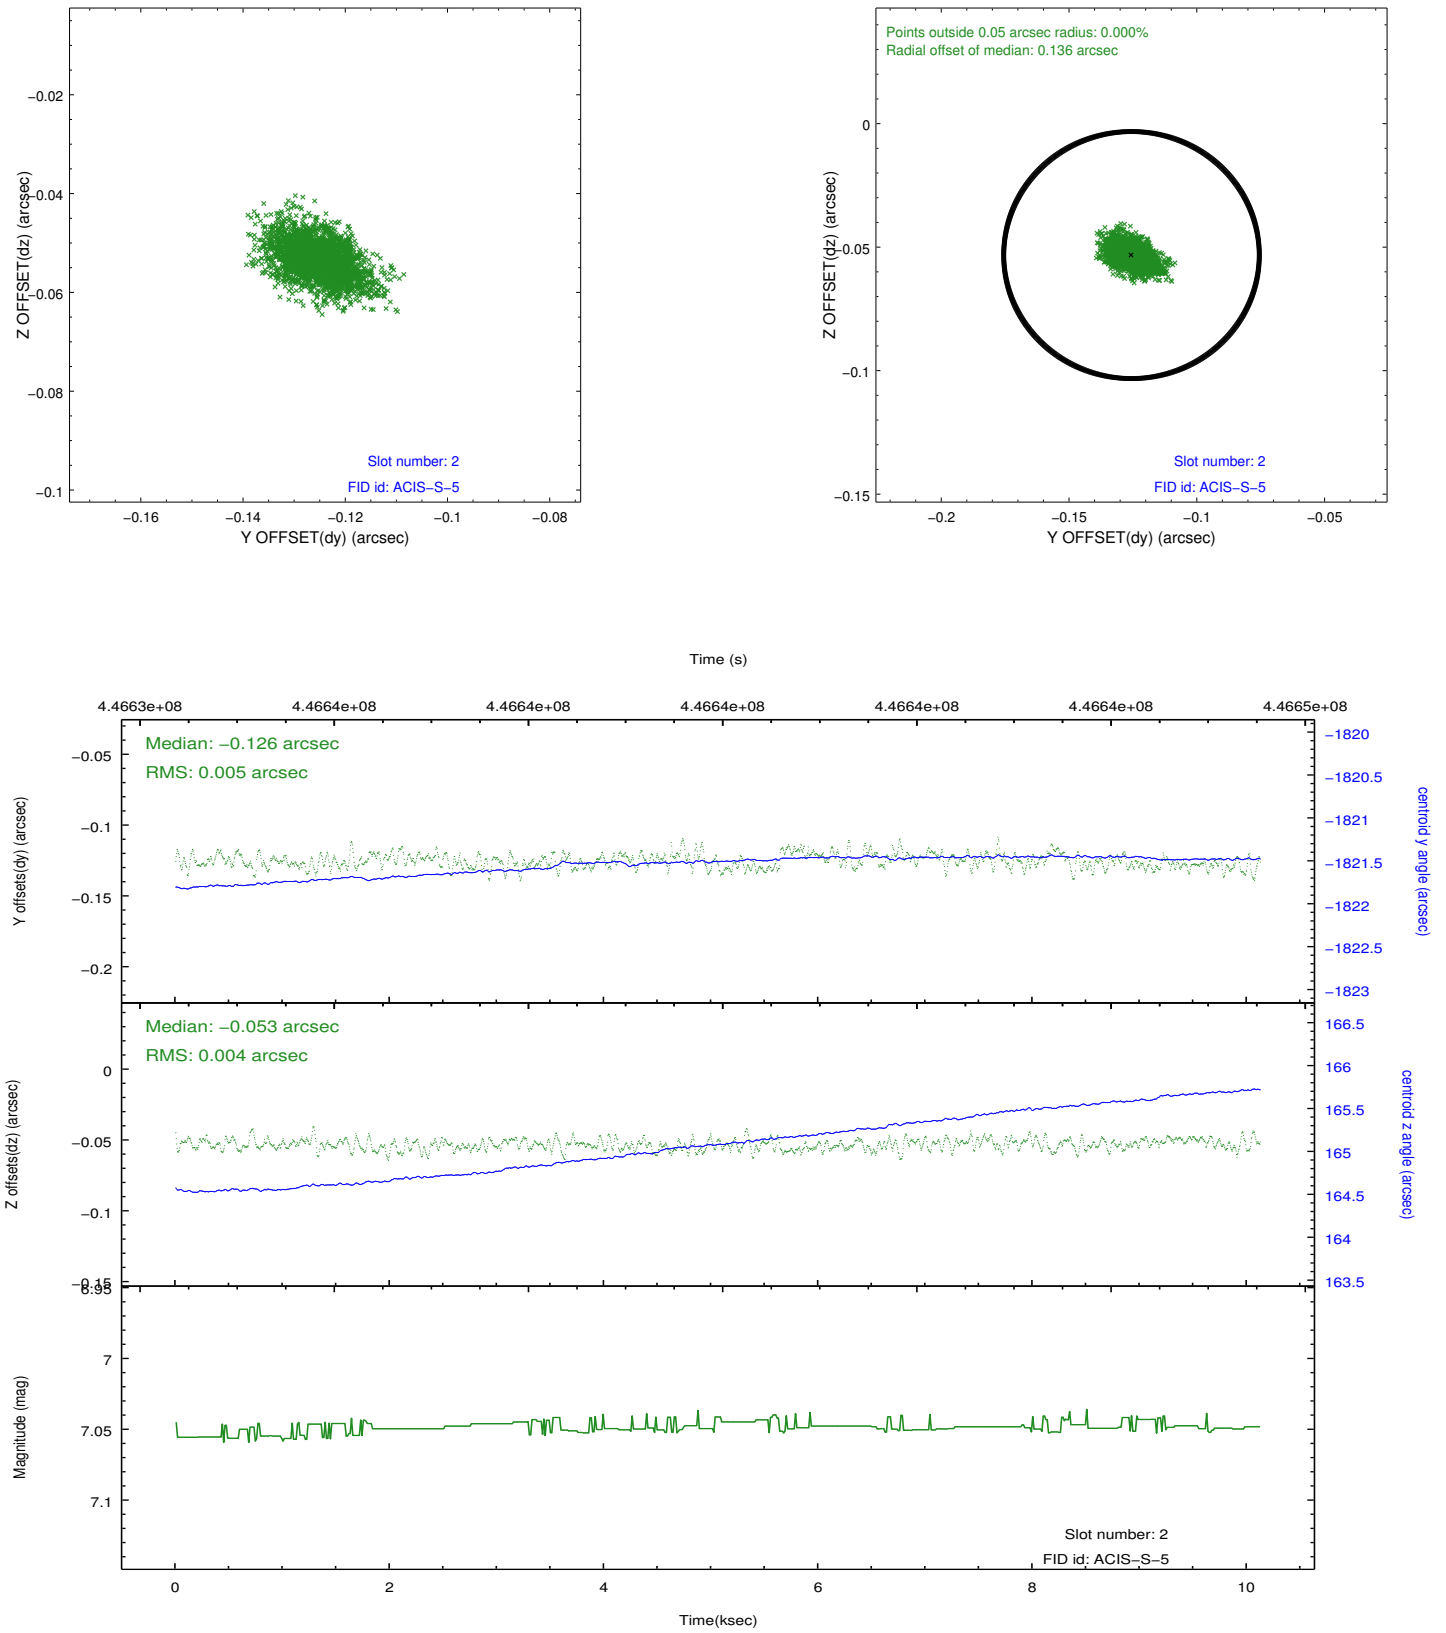 Points outside 0.05 arcsec radius: 0.000%
Radial offset of median: 0.136 arcsec
−0.02
−0.04
−0.06
−0.08
−0.1
Z OFFSET(dz) (arcsec)
Slot number: 2
FID id: ACIS−S−5
−0.16
−0.14
−0.12
−0.1
−0.08
Y OFFSET(dy) (arcsec)
0
−0.05
−0.1
−0.15
Z OFFSET(dz) (arcsec)
Slot number: 2
FID id: ACIS−S−5
−0.2
−0.15
−0.1
−0.05
Y OFFSET(dy) (arcsec)
Time (s)
4.4663e+08
4.4664e+08
4.4664e+08
4.4664e+08
4.4664e+08
4.4664e+08
4.4665e+08
Median: −0.126 arcsec
RMS: 0.005 arcsec
−0.05
−0.1
−0.15
−0.2
Y offsets(dy) (arcsec)
−1820
−1820.5
−1821
−1821.5
−1822
−1822.5
−1823
centroid y angle (arcsec)
Median: −0.053 arcsec
RMS: 0.004 arcsec
0
−0.05
−0.1
−0.15
Z offsets(dz) (arcsec)
166.5
166
165.5
165
164.5
164
163.5
centroid z angle (arcsec)
6.95
7
7.05
7.1
Magnitude (mag)
Slot number: 2
FID id: ACIS−S−5
0
2
4
6
8
10
Time(ksec)